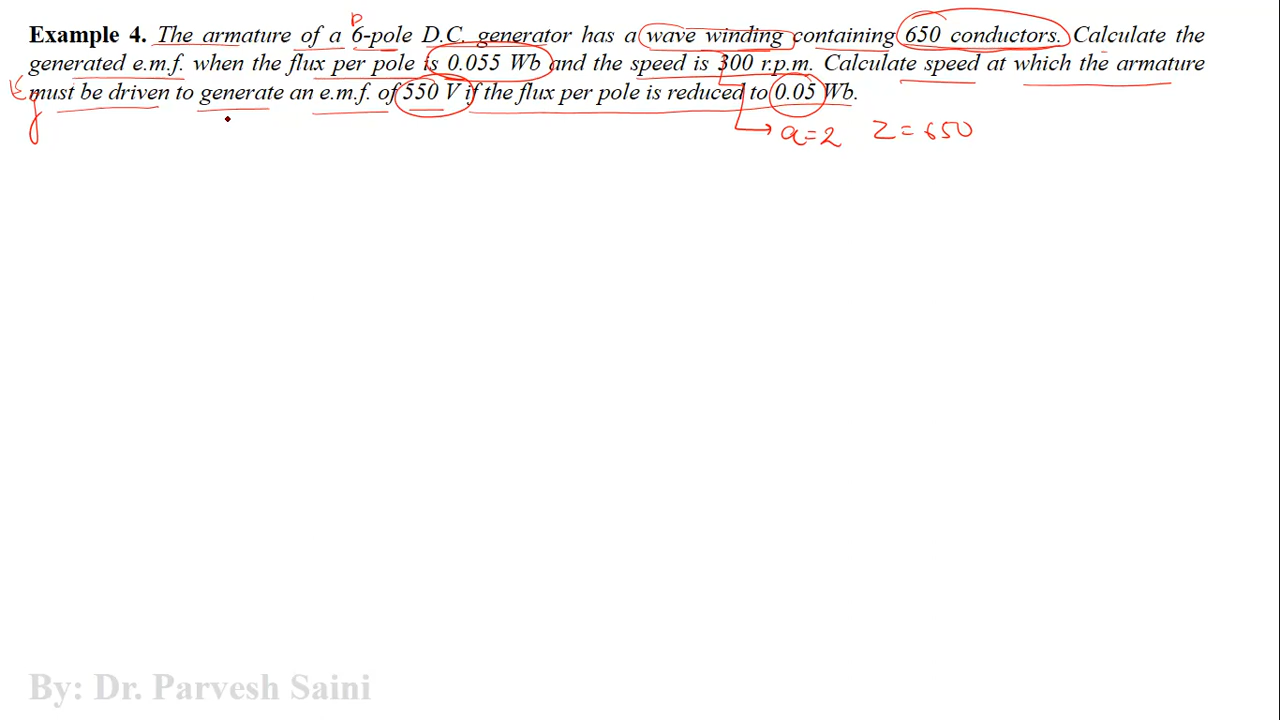 P
Example 4. The armature of a 6-pole D.C. generator has a wave winding containing 650 conductors. Calculate the
generated e.m.f. when the flux per pole is 0.055 Wb and the speed is 300 r.p.m. Calculate speed at which the armature
Eg must be driven to generate an e.m.f. of 550 V if the flux per pole is reduced to 0.05 Wb.
a=2 Z=650
By: Dr. Parvesh Saini